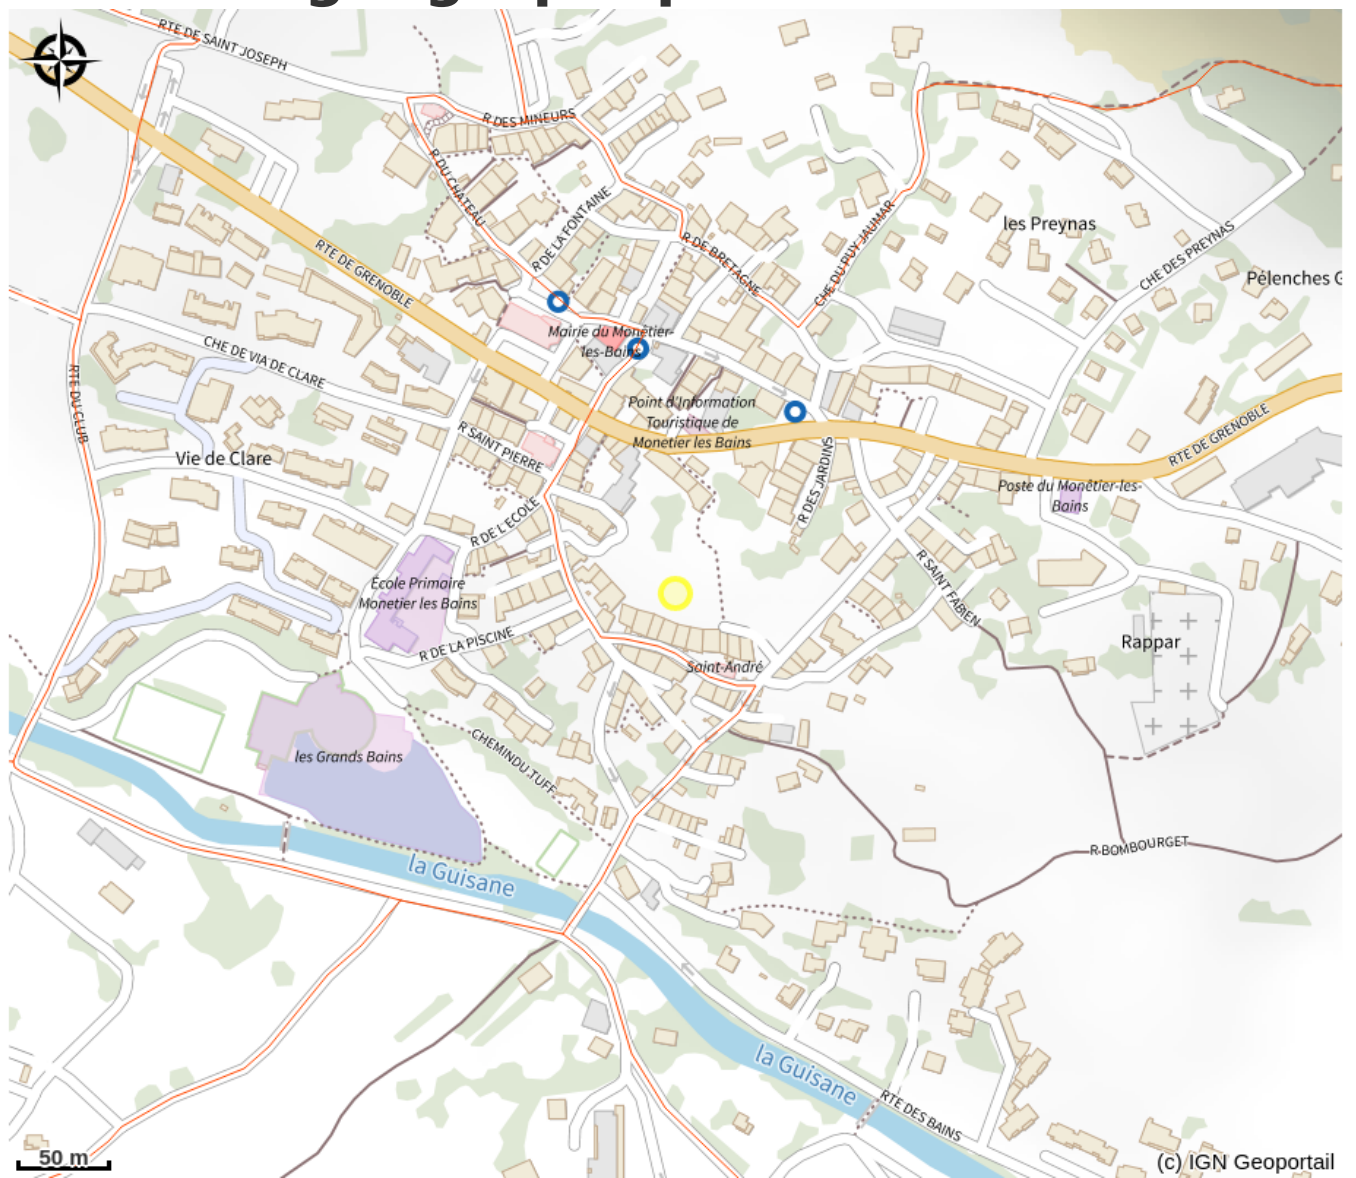 RTE DE SAINT JOSEPH
R DES MINEURS
R DU CHATEAU
R DE LA FONTAINE
les Preynas
R DE BRETAGNE
CHE DU PUY JAUMAR
CHE DES PREYNAS
RTE DE GRENOBLE
Pélenches G
Mairie du Monêtier-
les-Bains
CHE DE VIA DE CLARE
RTE DU CLUB
Point d'Information
Touristique de
Monetier les Bains
RTE DE GRENOBLE
R SAINT PIERRE
Vie de Clare
R DES JARDINS
Poste du Monêtier-les-
Bains
R DE L'ECOLE
École Primaire
Monetier les Bains
R SAINT FABIEN
R DE LA PISCINE
Rappar
Saint-André
les Grands Bains
CHEMIN DU TUFF
R BOMBOURGET
la Guisane
la Guisane
RTE DES BAINS
50 m
(c) IGN Geoportail